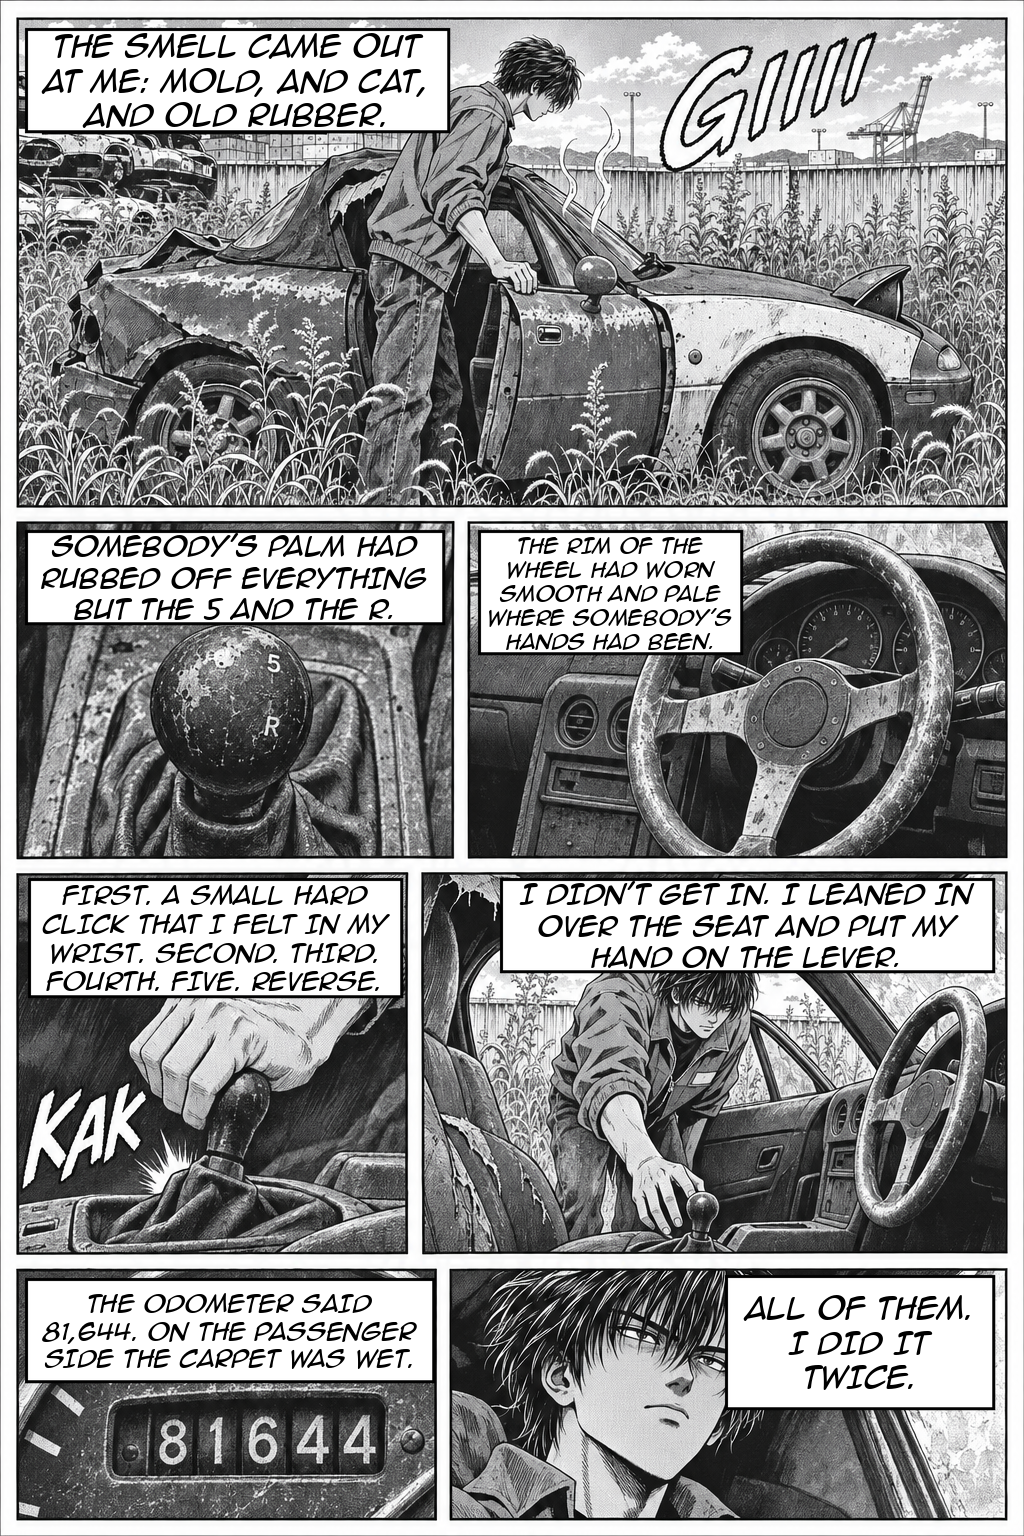 THE SMELL CAME OUT
AT ME: MOLD, AND CAT,
AND OLD RUBBER.
GIIII
SOMEBODY'S PALM HAD
RUBBED OFF EVERYTHING
BUT THE 5 AND THE R.
5
R
THE RIM OF THE
WHEEL HAD WORN
SMOOTH AND PALE
WHERE SOMEBODY'S
HANDS HAD BEEN.
FIRST. A SMALL HARD
CLICK THAT I FELT IN MY
WRIST. SECOND. THIRD.
FOURTH. FIVE. REVERSE.
KAK
I DIDN'T GET IN. I LEANED IN
OVER THE SEAT AND PUT MY
HAND ON THE LEVER.
THE ODOMETER SAID
81,644. ON THE PASSENGER
SIDE THE CARPET WAS WET.
81644
ALL OF THEM.
I DID IT
TWICE.